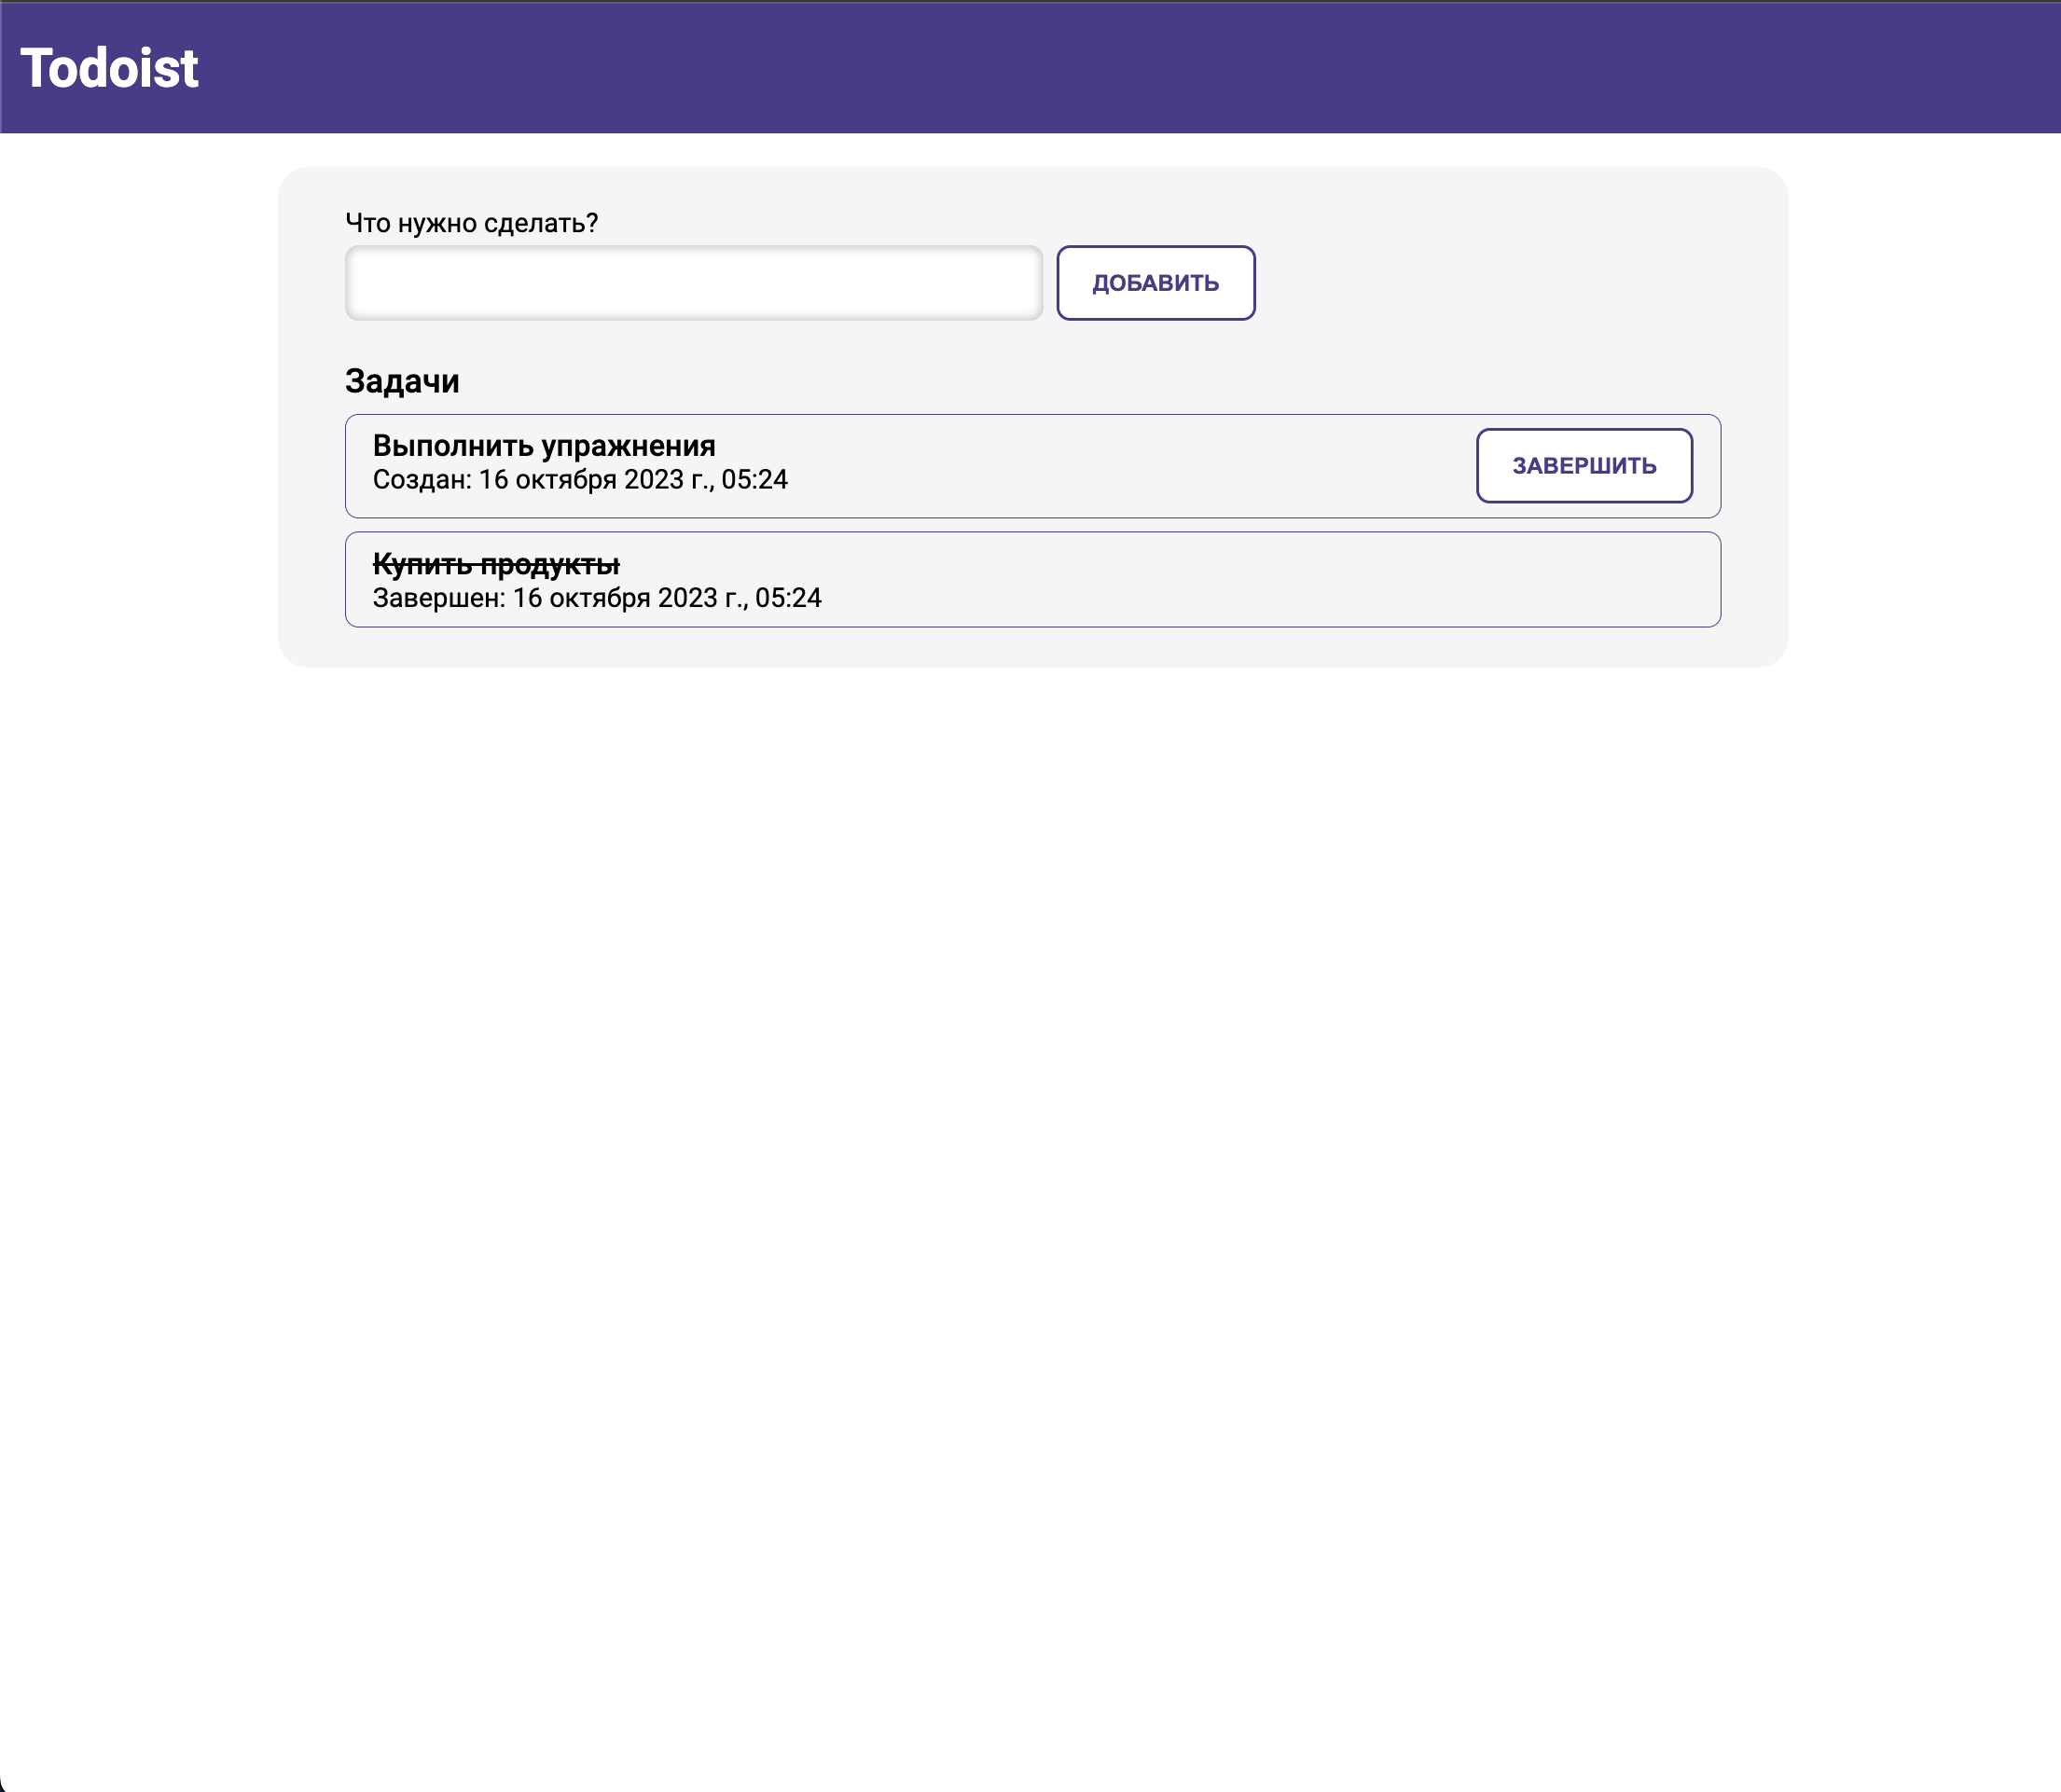 Todoist
Что нужно сделать?
ДОБАВИТЬ
Задачи
Выполнить упражнения
Создан: 16 октября 2023 г., 05:24
ЗАВЕРШИТЬ
Купить продукты
Завершен: 16 октября 2023 г., 05:24